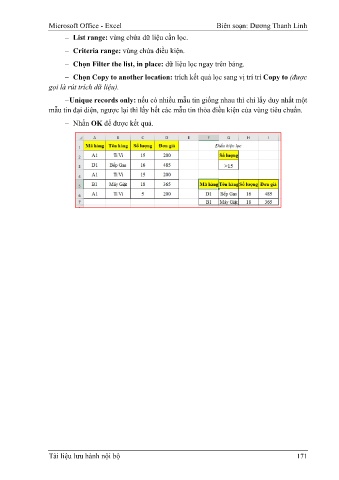 Microsoft Office - Excel Biên soạn: Dương Thanh Linh
− List range: vùng chứa dữ liệu cần lọc.
− Criteria range: vùng chứa điều kiện.
− Chọn Filter the list, in place: dữ liệu lọc ngay trên bảng.
− Chọn Copy to another location: trích kết quả lọc sang vị trí trí Copy to (được
gọi là rút trích dữ liệu).
−Unique records only: nếu có nhiều mẫu tin giống nhau thì chỉ lấy duy nhất một
mẫu tin đại diện, ngược lại thì lấy hết các mẫu tin thỏa điều kiện của vùng tiêu chuẩn.
− Nhấn OK để được kết quả.
A B C D E F G H I
1 Mã hàng Tên hàng Số lượng Đơn giá Điều kiện lọc
2 A1 Ti Vi 15 200 Số lượng
3 D1 Bếp Gas 16 485 >15
4 A1 Ti Vi 15 200
5 B1 Máy Giặt 18 365 Mã hàng Tên hàng Số lượng Đơn giá
6 A1 Ti Vi 5 200 D1 Bếp Gas 16 485
7 B1 Máy Giặt 18 365
Tài liệu lưu hành nội bộ 171